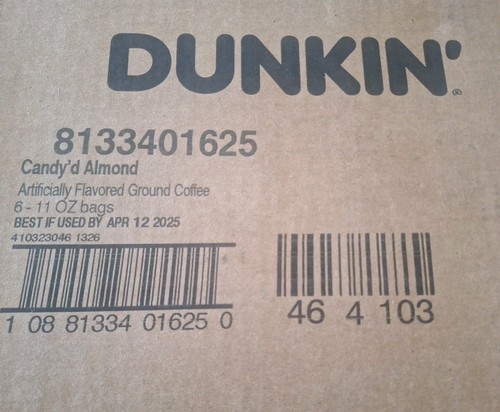 DUNKIN'®
8133401625
Candy'd Almond
Artificially Flavored Ground Coffee
6 - 11 OZ bags
BEST IF USED BY APR 12 2025
410323046 1326
1 08 81334 01625 0
46 4 103